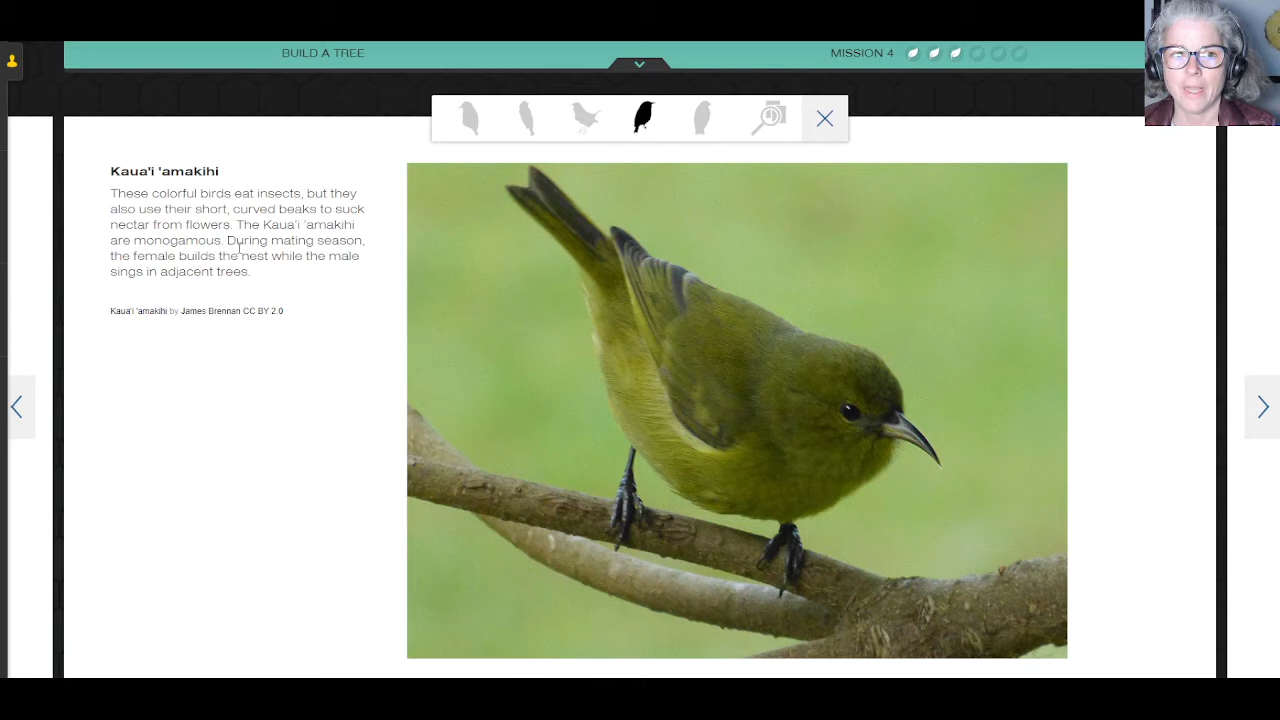 BUILD A TREE
MISSION 4
Kaua'i 'amakihi
These colorful birds eat insects, but they
also use their short, curved beaks to suck
nectar from flowers. The Kaua'i 'amakihi
are monogamous. During mating season,
the female builds the nest while the male
sings in adjacent trees.
Kaua'i 'amakihi by James Brennan CC BY 2.0